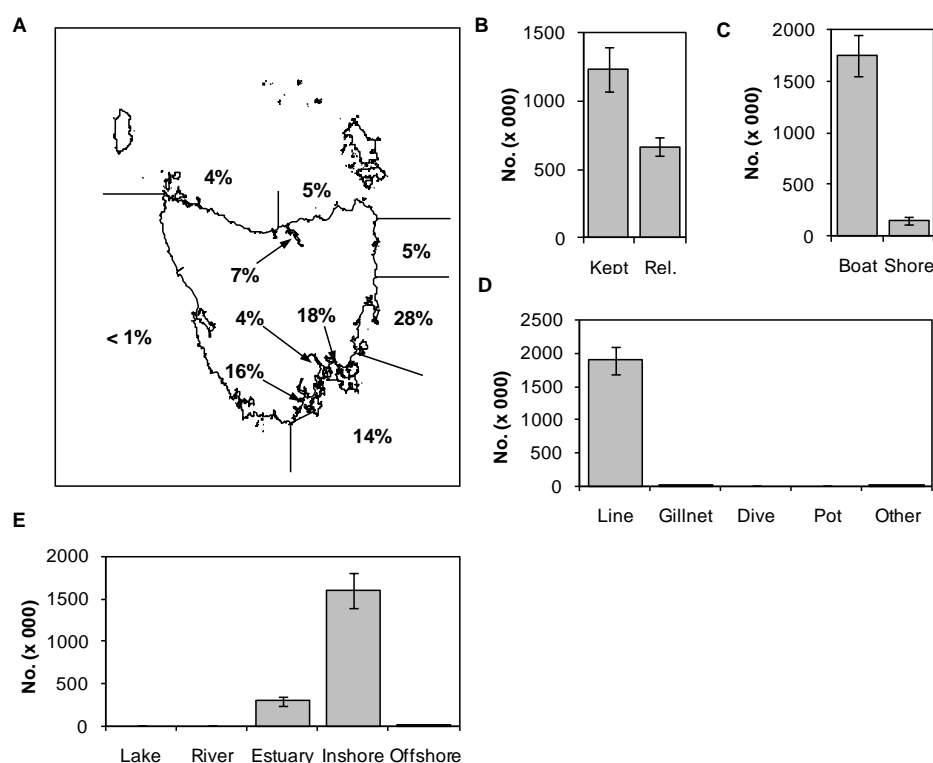 A
4%
5%
5%
7%
28%
4%
18%
< 1%
16%
14%
B
No. (x 000)
1500
1000
500
0
Kept Rel.
C
No. (x 000)
2000
1500
1000
500
0
Boat Shore
D
No. (x 000)
2500
2000
1500
1000
500
0
Line Gillnet Dive Pot Other
E
No. (x 000)
2000
1500
1000
500
0
Lake River Estuary Inshore Offshore